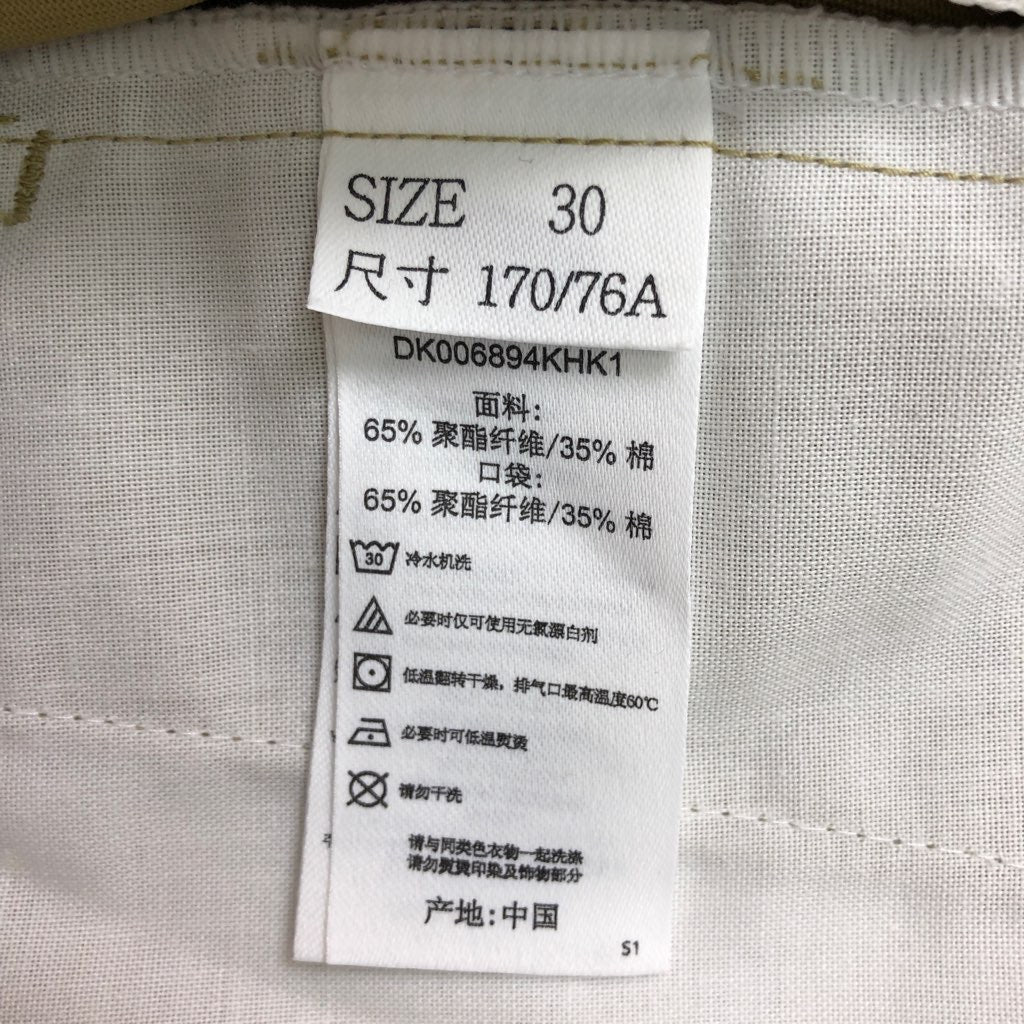 SIZE 30
尺寸 170/76A
DK006894KHK1
面料:
65% 聚酯纤维/35% 棉
口袋:
65% 聚酯纤维/35% 棉
30 冷水机洗
必要时仅可使用无氯漂白剂
低温翻转干燥，排气口最高温度60℃
必要时可低温熨烫
请勿干洗
请与同类色衣物一起洗涤
请勿熨烫印染及饰物部分
产地:中国
S1